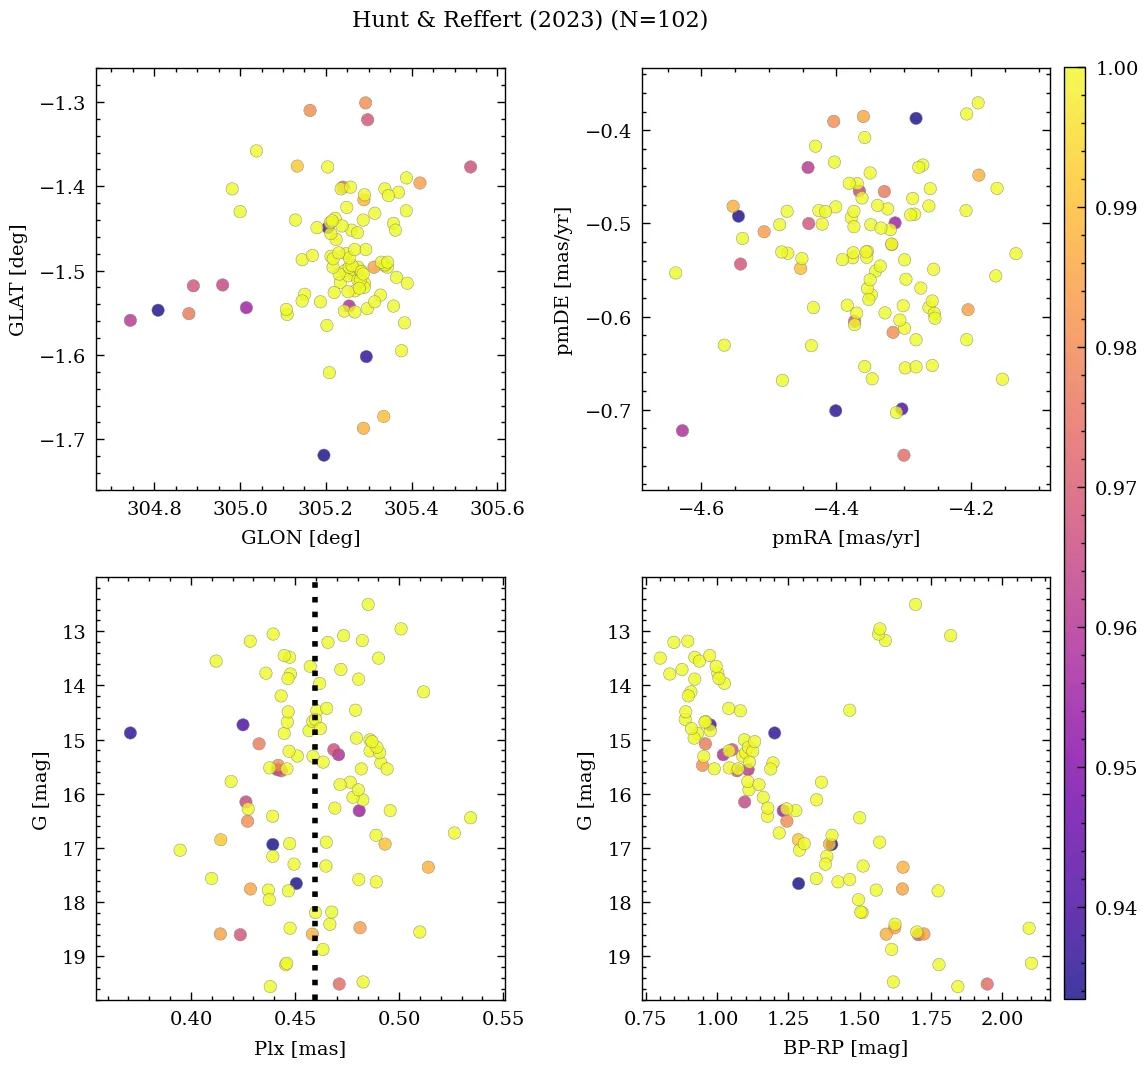 Hunt & Reffert (2023) (N=102)
−1.3
−1.4
−1.5
−1.6
−1.7
GLAT [deg]
304.8 305.0 305.2 305.4 305.6
GLON [deg]
−0.4
−0.5
−0.6
−0.7
pmDE [mas/yr]
−4.6 −4.4 −4.2
pmRA [mas/yr]
13
14
15
16
17
18
19
G [mag]
0.40 0.45 0.50 0.55
Plx [mas]
13
14
15
16
17
18
19
G [mag]
0.75 1.00 1.25 1.50 1.75 2.00
BP-RP [mag]
1.00
0.99
0.98
0.97
0.96
0.95
0.94